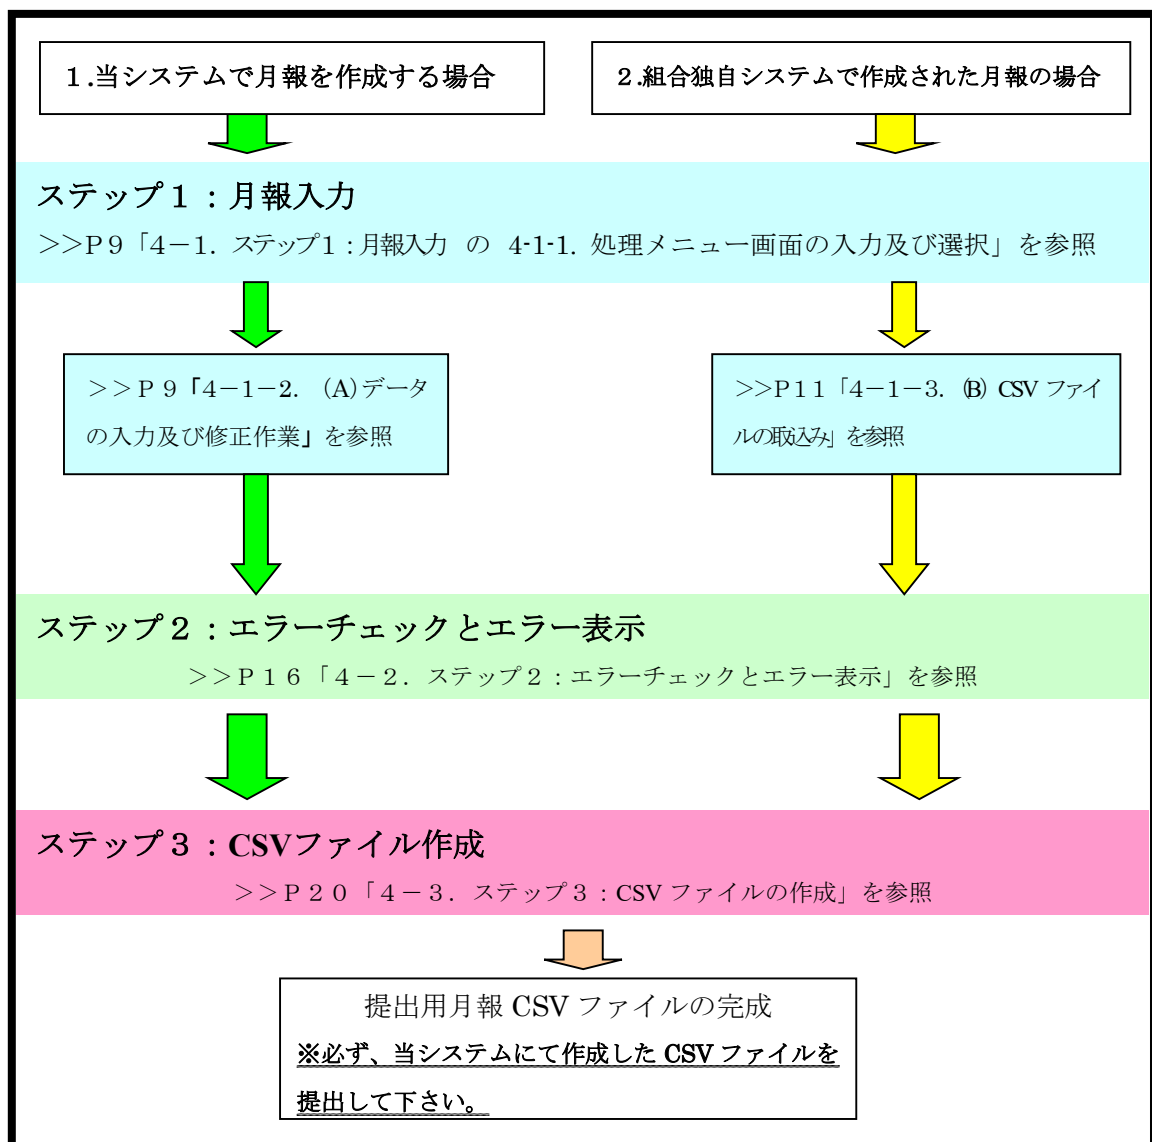 １.当システムで月報を作成する場合
２.組合独自システムで作成された月報の場合
ステップ１：月報入力
>>P９「４－１．ステップ１：月報入力 の 4-1-1. 処理メニュー画面の入力及び選択」を参照
>>P９「４－１－２．(A)データ
の入力及び修正作業」を参照
>>P１１「４－１－３．(B) CSV ファイ
ルの取込み」を参照
ステップ２：エラーチェックとエラー表示
>>P１６「４－２．ステップ２：エラーチェックとエラー表示」を参照
ステップ３：CSVファイル作成
>>P２０「４－３．ステップ３：CSV ファイルの作成」を参照
提出用月報 CSV ファイルの完成
※必ず、当システムにて作成した CSV ファイルを
提出して下さい。